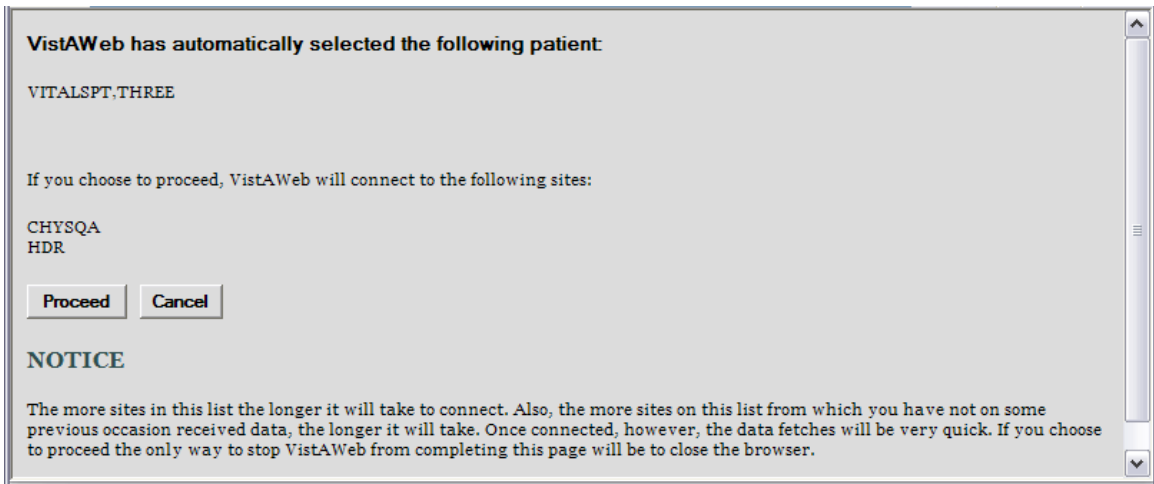 VistAWeb has automatically selected the following patient:
VITALSPT,THREE
If you choose to proceed, VistAWeb will connect to the following sites:
CHYSQA
HDR
Proceed Cancel
NOTICE
The more sites in this list the longer it will take to connect. Also, the more sites on this list from which you have not on some
previous occasion received data, the longer it will take. Once connected, however, the data fetches will be very quick. If you choose
to proceed the only way to stop VistAWeb from completing this page will be to close the browser.